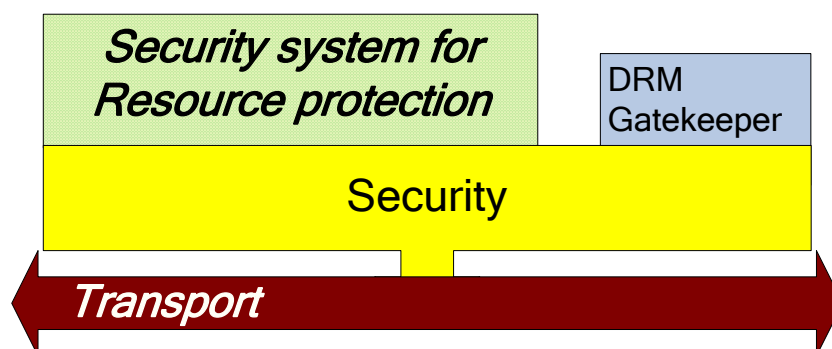 Security system for
Resource protection
DRM
Gatekeeper
Security
Transport